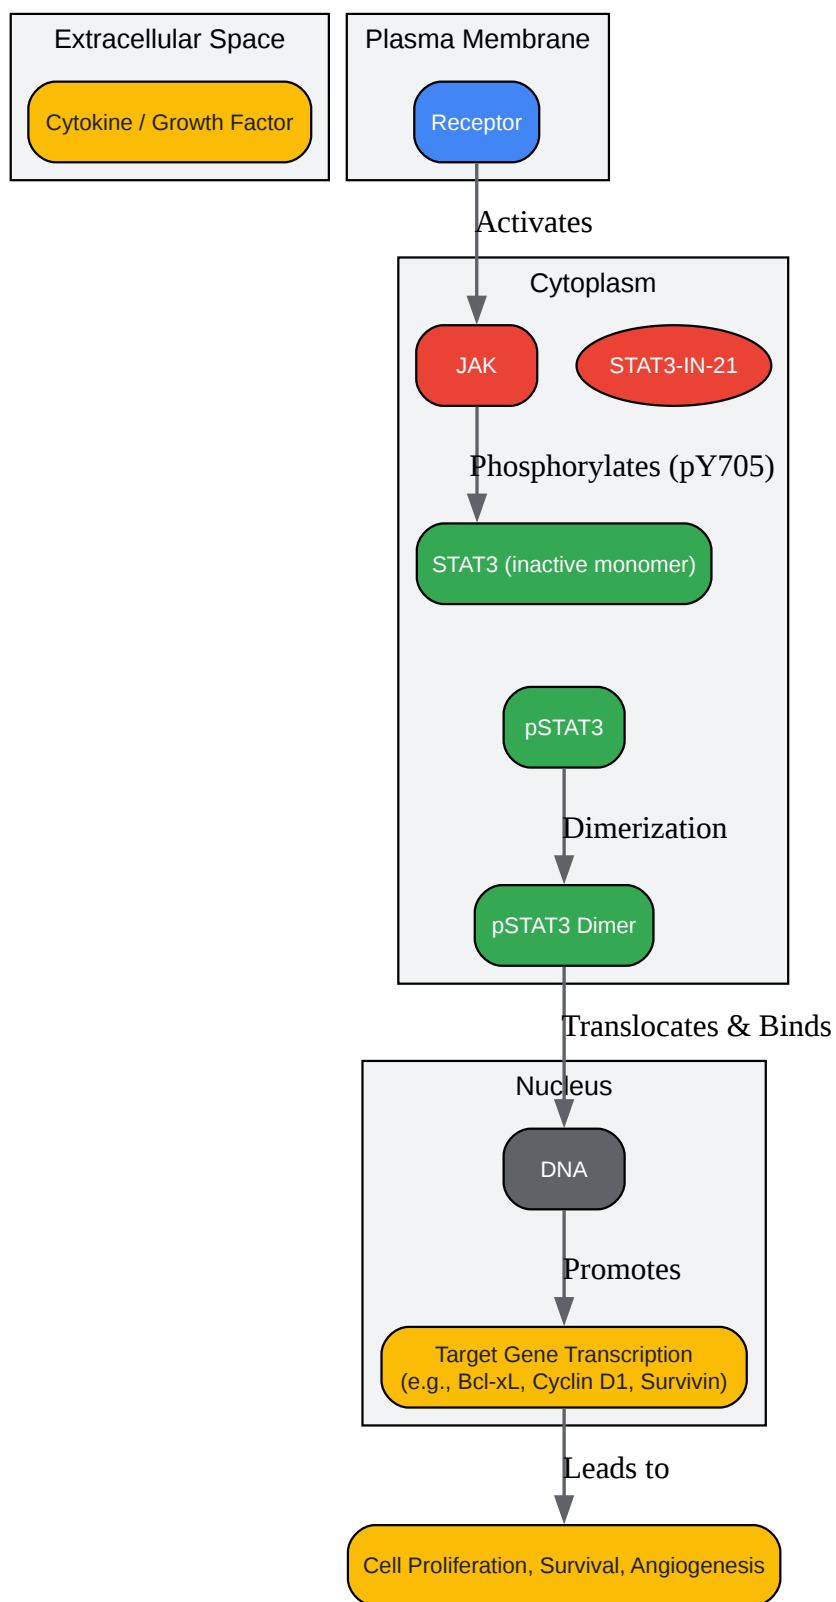 Extracellular Space
Plasma Membrane
Cytokine / Growth Factor
Receptor
Activates
Cytoplasm
JAK
STAT3-IN-21
Phosphorylates (pY705)
STAT3 (inactive monomer)
pSTAT3
Dimerization
pSTAT3 Dimer
Translocates & Binds
Nucleus
DNA
Promotes
Target Gene Transcription
(e.g., Bcl-xL, Cyclin D1, Survivin)
Leads to
Cell Proliferation, Survival, Angiogenesis